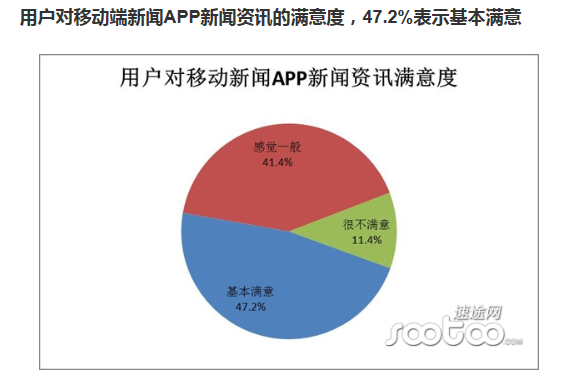 用户对移动端新闻APP新闻资讯的满意度，47.2%表示基本满意
用户对移动新闻APP新闻资讯满意度
感觉一般
41.4%
很不满意
11.4%
基本满意
47.2%
速途网
sootoo.COM